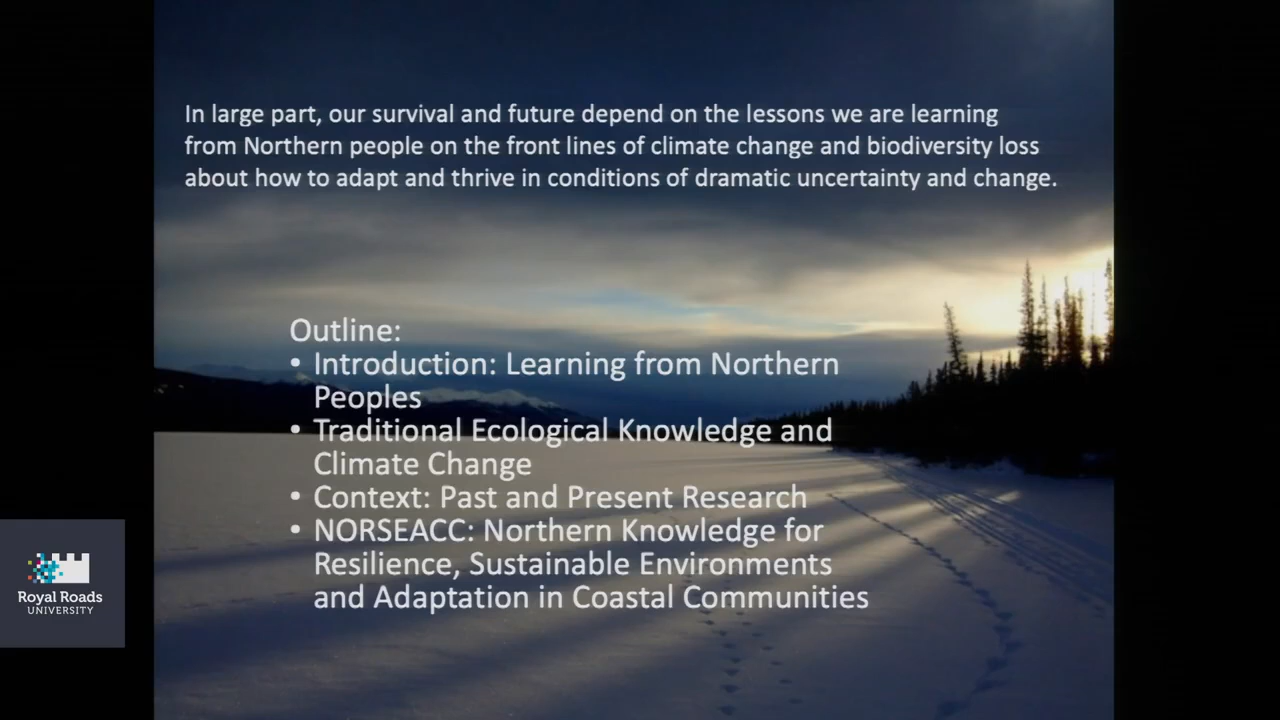 In large part, our survival and future depend on the lessons we are learning
from Northern people on the front lines of climate change and biodiversity loss
about how to adapt and thrive in conditions of dramatic uncertainty and change.
Outline:
• Introduction: Learning from Northern
Peoples
• Traditional Ecological Knowledge and
Climate Change
• Context: Past and Present Research
• NORSEACC: Northern Knowledge for
Resilience, Sustainable Environments
and Adaptation in Coastal Communities
Royal Roads
UNIVERSITY